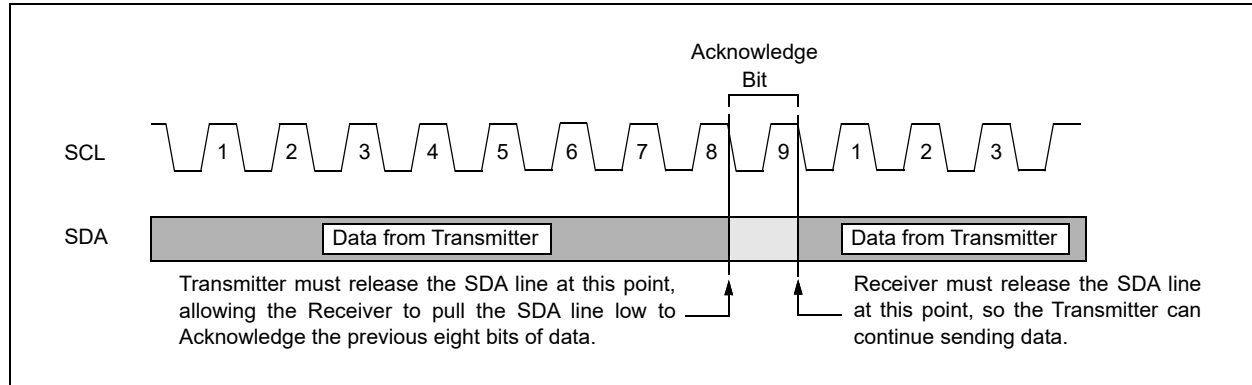 Acknowledge
Bit
SCL
1 2 3 4 5 6 7 8 9 1 2 3
SDA
Data from Transmitter Data from Transmitter
Transmitter must release the SDA line at this point,
allowing the Receiver to pull the SDA line low to
Acknowledge the previous eight bits of data.
Receiver must release the SDA line
at this point, so the Transmitter can
continue sending data.